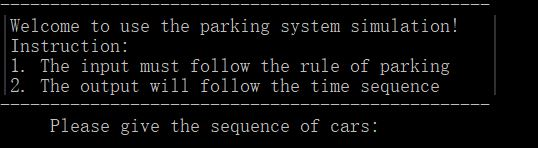 Welcome to use the parking system simulation!
Instruction:
1. The input must follow the rule of parking
2. The output will follow the time sequence
Please give the sequence of cars: